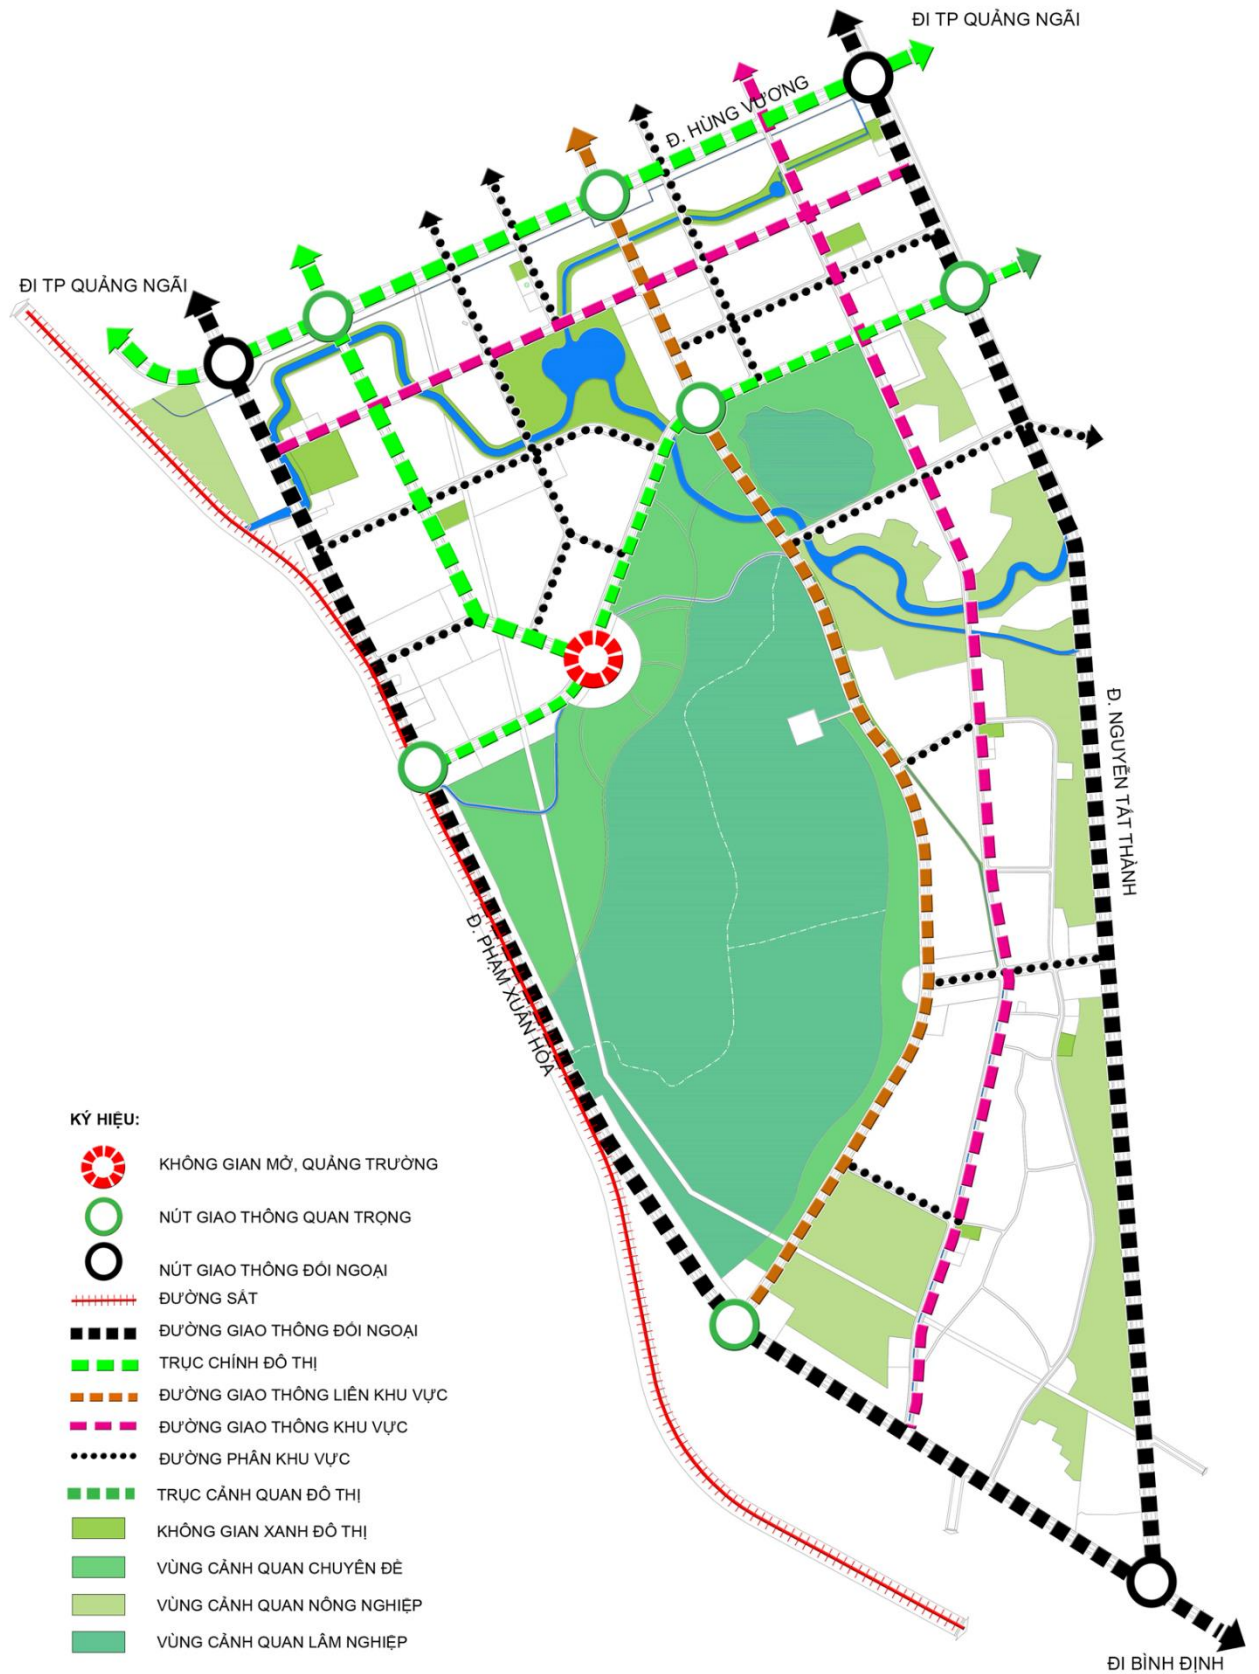 ĐI TP QUẢNG NGÃI
Đ. HÙNG VƯƠNG
ĐI TP QUẢNG NGÃI
Đ. NGUYỄN TẤT THÀNH
Đ. PHẠM XUÂN HÒA
KÝ HIỆU:
KHÔNG GIAN MỞ, QUẢNG TRƯỜNG
NÚT GIAO THÔNG QUAN TRỌNG
NÚT GIAO THÔNG ĐỐI NGOẠI
ĐƯỜNG SẮT
ĐƯỜNG GIAO THÔNG ĐỐI NGOẠI
TRỤC CHÍNH ĐÔ THỊ
ĐƯỜNG GIAO THÔNG LIÊN KHU VỰC
ĐƯỜNG GIAO THÔNG KHU VỰC
ĐƯỜNG PHÂN KHU VỰC
TRỤC CẢNH QUAN ĐÔ THỊ
KHÔNG GIAN XANH ĐÔ THỊ
VÙNG CẢNH QUAN CHUYÊN ĐỀ
VÙNG CẢNH QUAN NÔNG NGHIỆP
VÙNG CẢNH QUAN LÂM NGHIỆP
ĐI BÌNH ĐỊNH